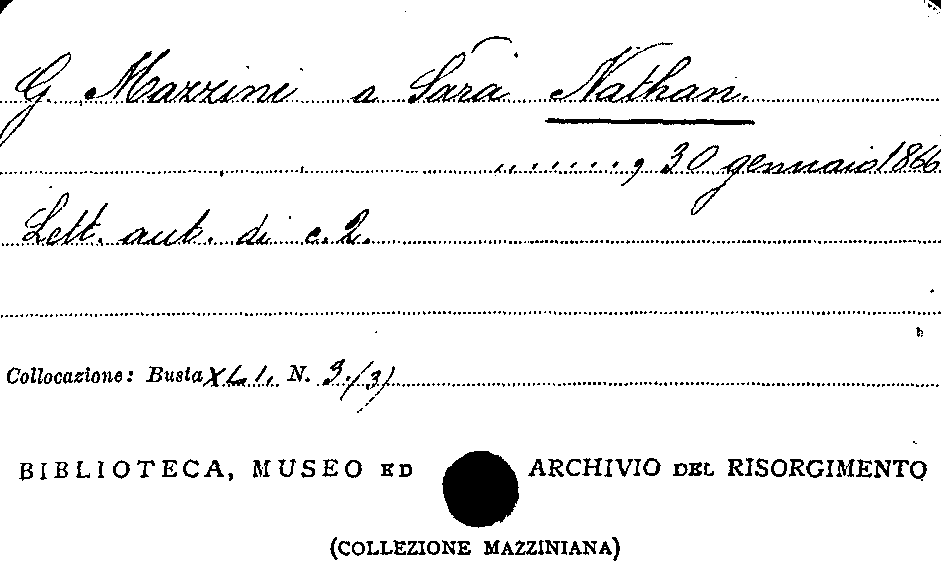 G. Mazzini a Sara Nathan.
......., 30 gennaio 1866
Lett. aut. di c. 2.
Collocazione: Busta XLI, N. 3./3)
BIBLIOTECA, MUSEO ED ARCHIVIO DEL RISORGIMENTO
(COLLEZIONE MAZZINIANA)